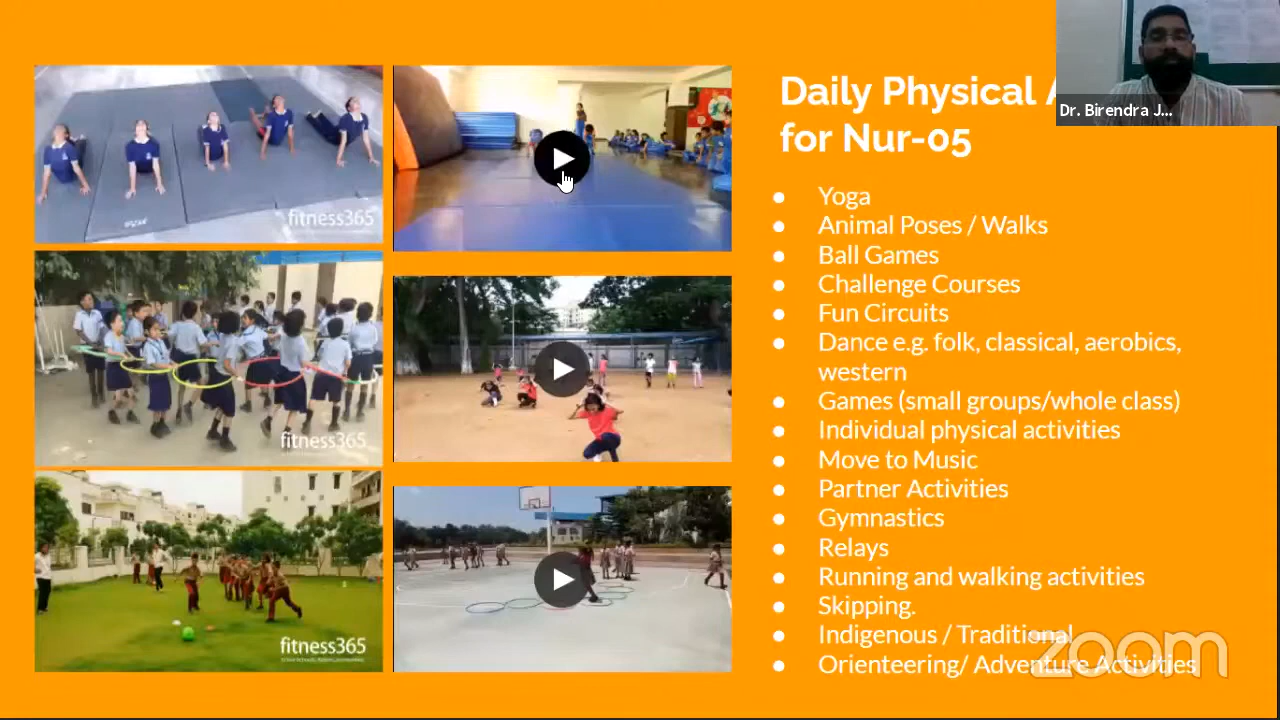 Daily Physical A
for Nur-05
Dr. Birendra J...
Yoga
Animal Poses / Walks
Ball Games
Challenge Courses
Fun Circuits
Dance e.g. folk, classical, aerobics,
western
Games (small groups/whole class)
Individual physical activities
Move to Music
Partner Activities
Gymnastics
Relays
Running and walking activities
Skipping.
Indigenous / Traditional
Orienteering/ Adventure Activities
zoom
fitness365
fitness365
fitness365